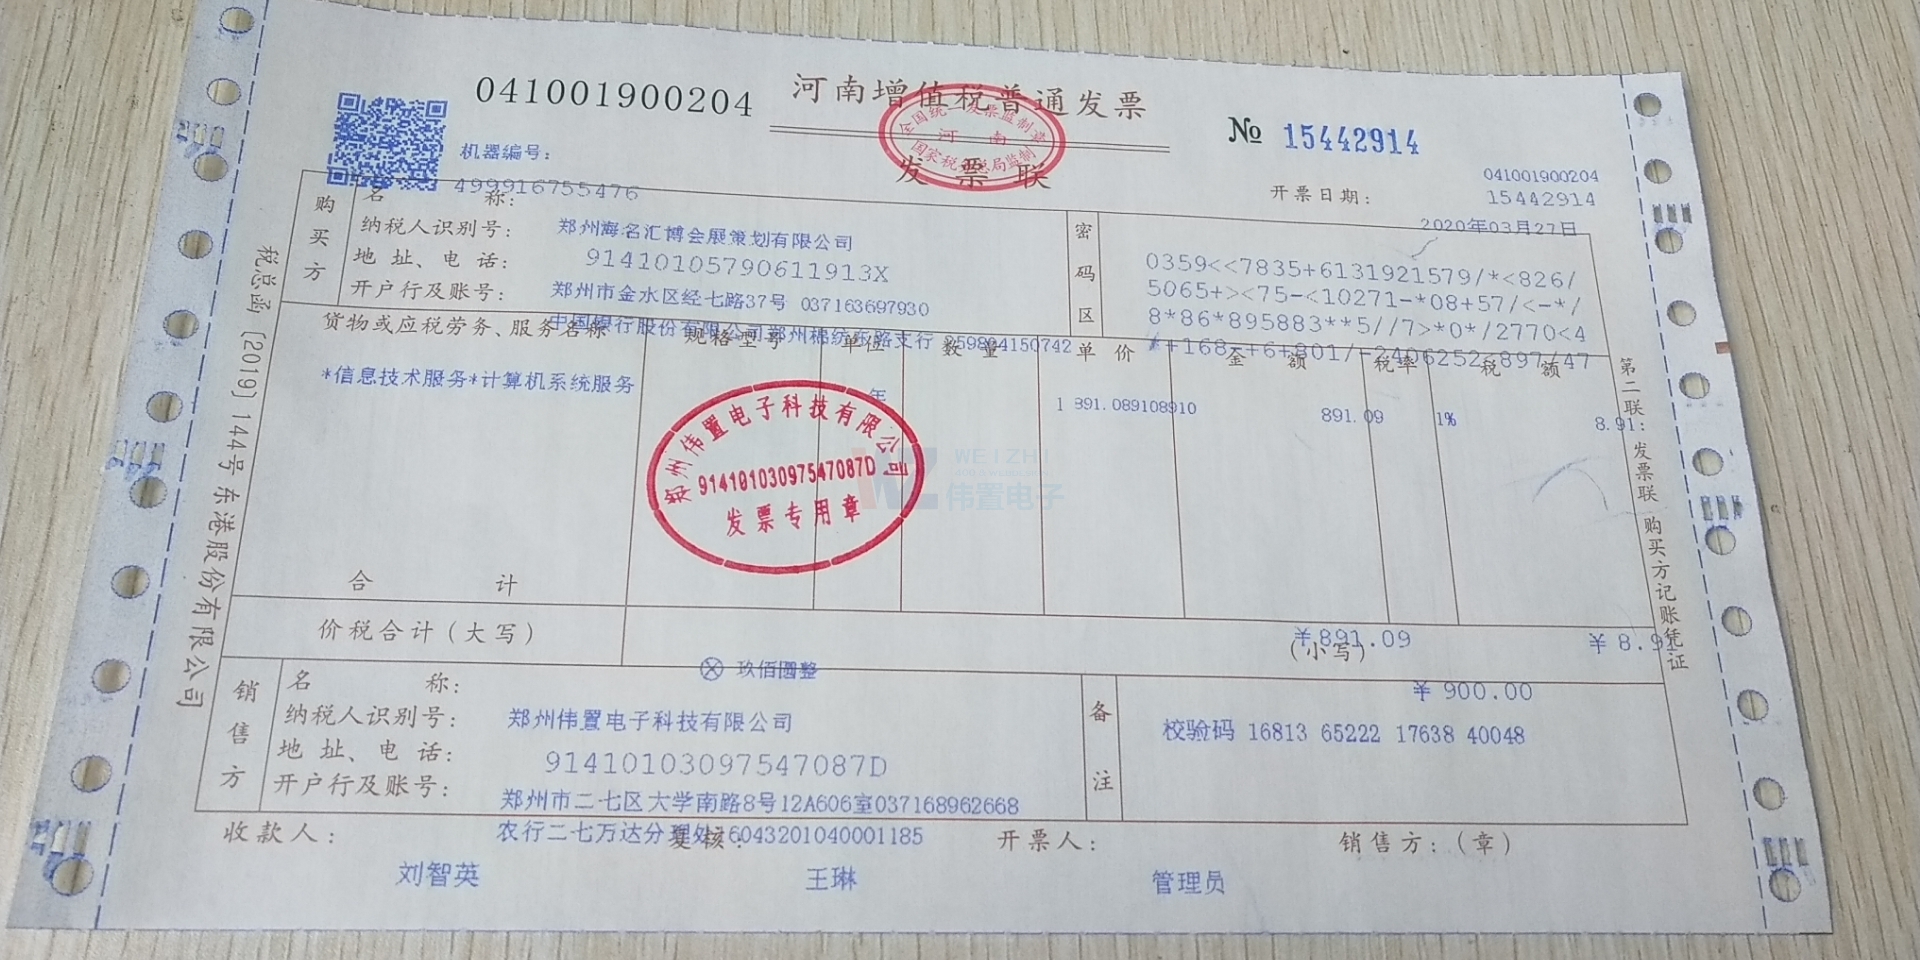 041001900204
河南增值税普通发票
发票联
全国统一发票监制章
河南
国家税务总局监制
№ 15442914
机器编号:
499916755476
041001900204
15442914
开票日期:
2020年03月27日
购买方
名称:
郑州海名汇博会展策划有限公司
纳税人识别号:
91410105790611913X
地址、电话:
郑州市金水区经七路37号 037163697930
开户行及账号:
中国银行股份有限公司郑州棉纺东路支行 259804150742
密码区
0359<<7835+6131921579/*<826/
5065+><75-<10271-*08+57/<-*/
8*86*895883**5//7>*0*/2770<4
+168-+6+801/-2406252<897/47
货物或应税劳务、服务名称 规格型号 单位 数量 单价 金额 税率 税额
*信息技术服务*计算机系统服务 年 1 891.089108910 891.09 1% 8.91
郑州伟置电子科技有限公司
91410103097547087D
发票专用章
WZ WEIZHI
伟置电子
合计
¥891.09 ¥8.91
价税合计(大写)
⊗ 玖佰圆整
(小写)
¥900.00
销售方
名称:
郑州伟置电子科技有限公司
纳税人识别号:
91410103097547087D
地址、电话:
郑州市二七区大学南路8号12A606室037168962668
开户行及账号:
农行二七万达分理处16043201040001185
备注
校验码 16813 65222 17638 40048
收款人:
刘智英
复核:
王琳
开票人:
管理员
销售方:(章)
税总函〔2019〕144号东港股份有限公司
第二联:发票联 购买方记账凭证